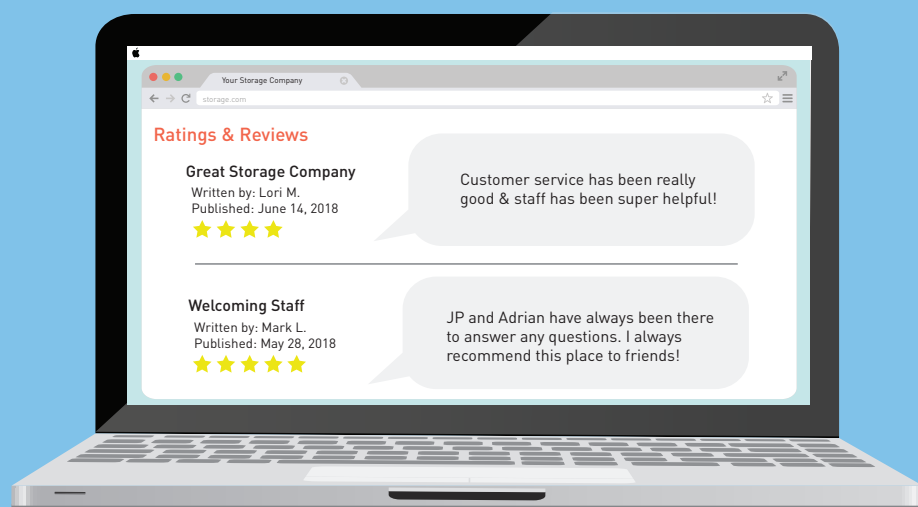 Your Storage Company
storage.com
Ratings & Reviews
Great Storage Company
Written by: Lori M.
Published: June 14, 2018
Customer service has been really
good & staff has been super helpful!
Welcoming Staff
Written by: Mark L.
Published: May 28, 2018
JP and Adrian have always been there
to answer any questions. I always
recommend this place to friends!